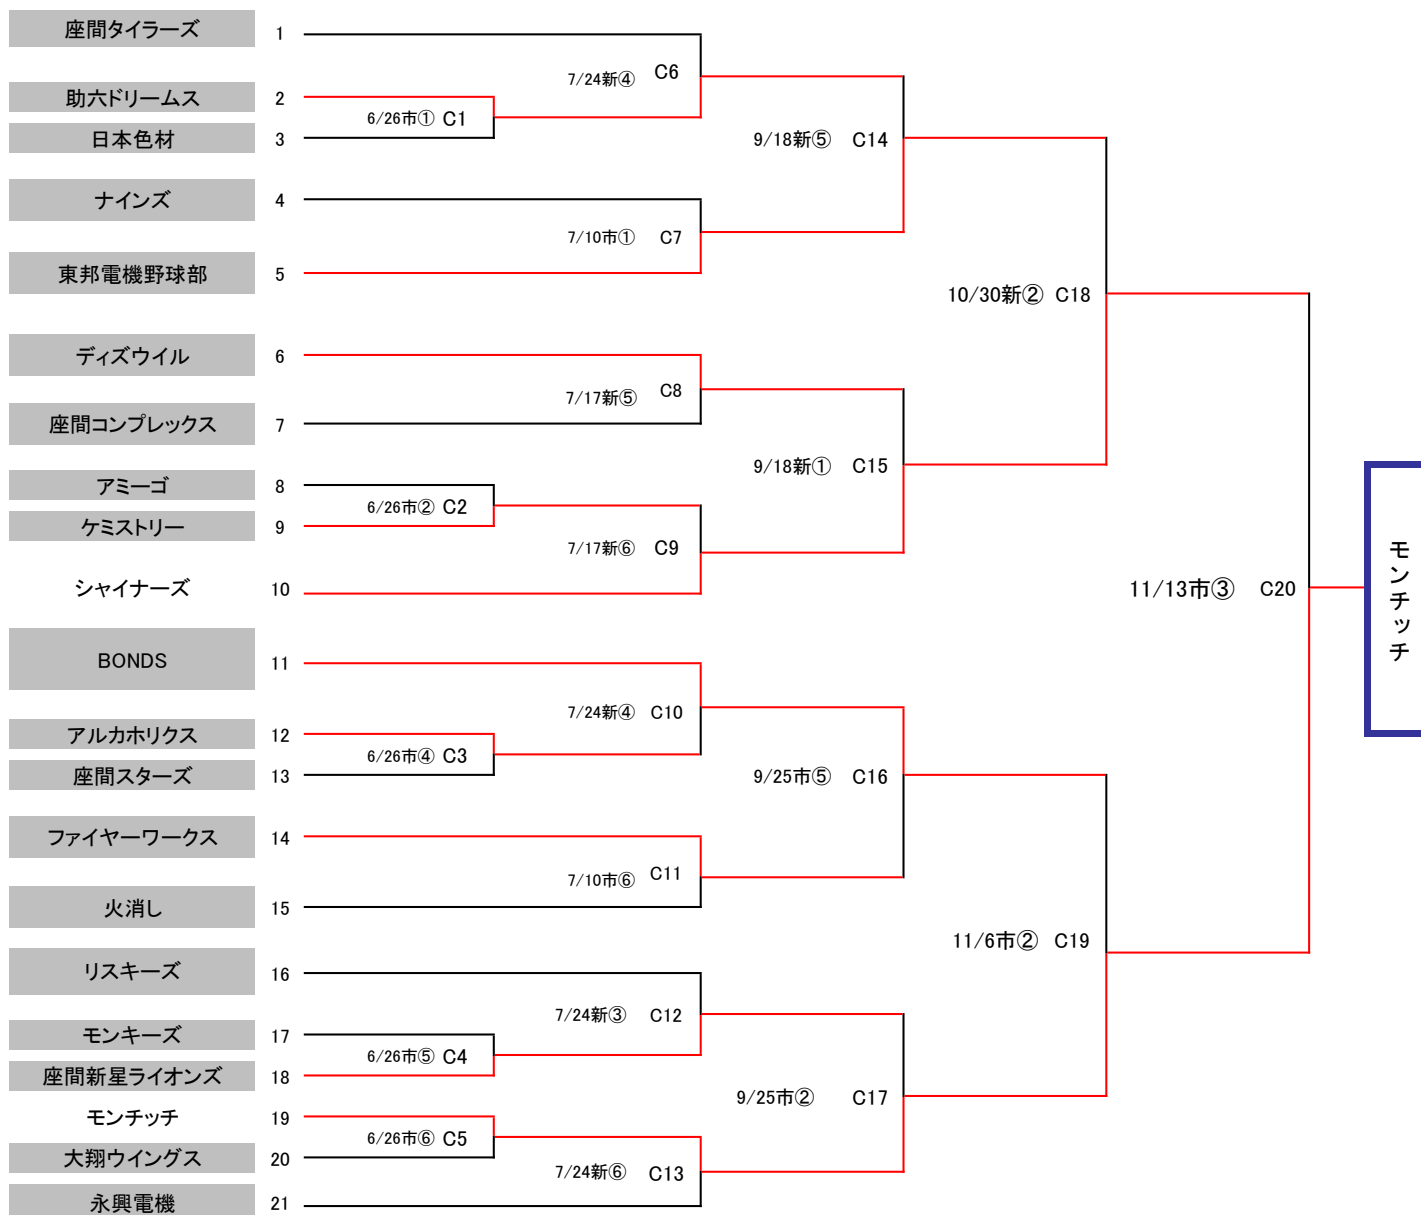 座間タイラーズ 1
7/24新④ C6
助六ドリームス 2
6/26市① C1
日本色材 3
9/18新⑤ C14
ナインズ 4
7/10市① C7
東邦電機野球部 5
10/30新② C18
ディズウイル 6
7/17新⑤ C8
座間コンプレックス 7
9/18新① C15
アミーゴ 8
6/26市② C2
ケミストリー 9
7/17新⑥ C9
シャイナーズ 10
11/13市③ C20
モンチッチ
BONDS 11
7/24新④ C10
アルカホリクス 12
6/26市④ C3
座間スターズ 13
9/25市⑤ C16
ファイヤーワークス 14
7/10市⑥ C11
火消し 15
11/6市② C19
リスキーズ 16
7/24新③ C12
モンキーズ 17
6/26市⑤ C4
座間新星ライオンズ 18
9/25市② C17
モンチッチ 19
6/26市⑥ C5
大翔ウイングス 20
7/24新⑥ C13
永興電機 21